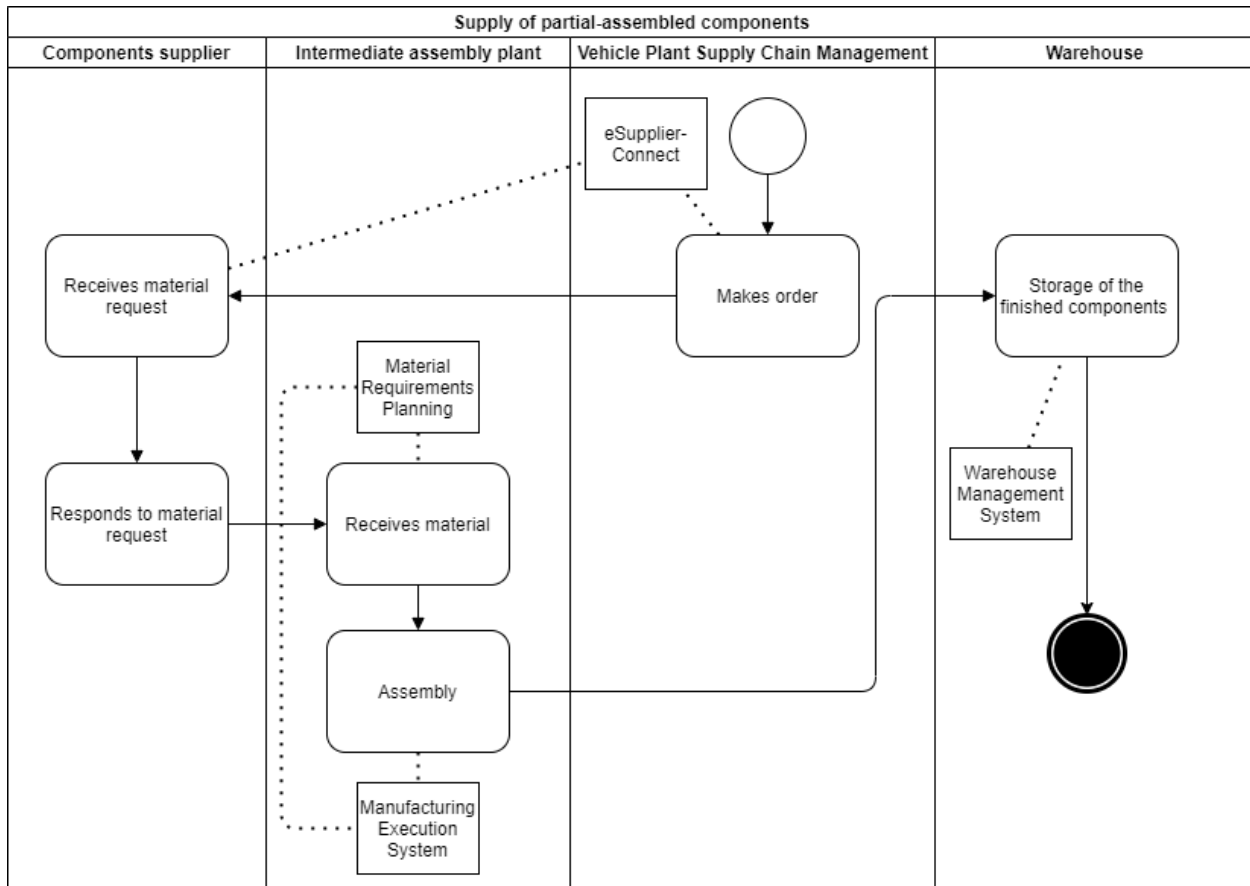 Supply of partial-assembled components
Components supplier
Intermediate assembly plant
Vehicle Plant Supply Chain Management
Warehouse
eSupplier-
Connect
Receives material
request
Makes order
Storage of the
finished components
Material
Requirements
Planning
Warehouse
Management
System
Responds to material
request
Receives material
Assembly
Manufacturing
Execution
System